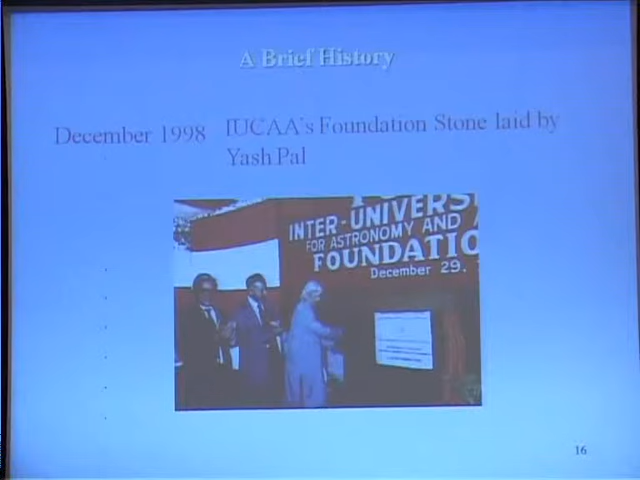 A Brief History
December 1998 IUCAA's Foundation Stone laid by
Yash Pal
INTER-UNIVERS
FOR ASTRONOMY AND
FOUNDATIO
December 29.
16